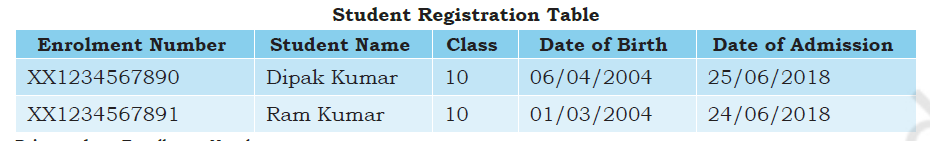 Student Registration Table
Enrolment Number Student Name Class Date of Birth Date of Admission
XX1234567890 Dipak Kumar 10 06/04/2004 25/06/2018
XX1234567891 Ram Kumar 10 01/03/2004 24/06/2018